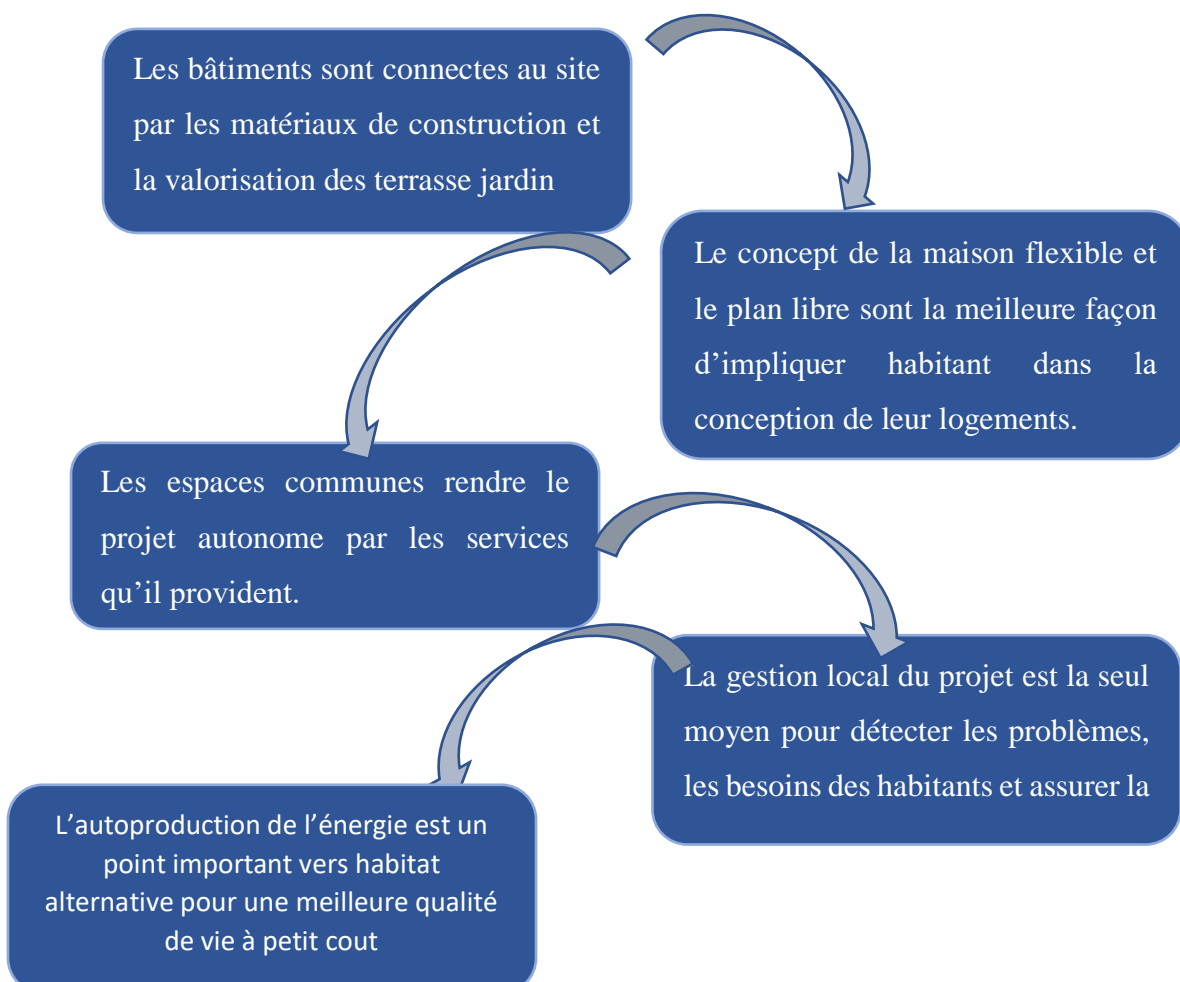 Les bâtiments sont connectes au site
par les matériaux de construction et
la valorisation des terrasse jardin
Le concept de la maison flexible et
le plan libre sont la meilleure façon
d’impliquer habitant dans la
conception de leur logements.
Les espaces communes rendre le
projet autonome par les services
qu’il provident.
La gestion local du projet est la seul
moyen pour détecter les problèmes,
les besoins des habitants et assurer la
L’autoproduction de l’énergie est un
point important vers habitat
alternative pour une meilleure qualité
de vie à petit cout